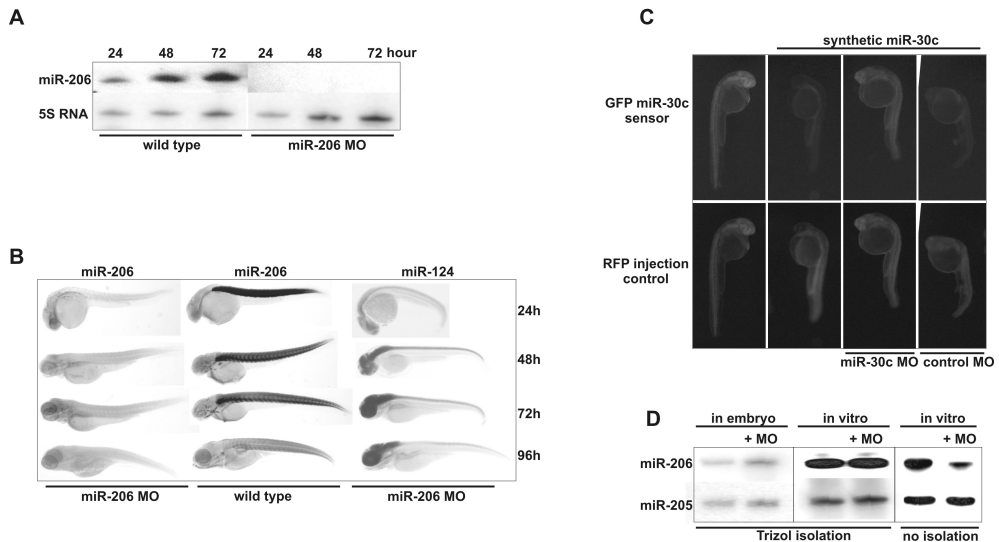 A
24 48 72 24 48 72 hour
miR-206
5S RNA
wild type miR-206 MO
B
miR-206 miR-206 miR-124
24h
48h
72h
96h
miR-206 MO wild type miR-206 MO
C
synthetic miR-30c
GFP miR-30c
sensor
RFP injection
control
miR-30c MO control MO
D
in embryo in vitro in vitro
+ MO + MO + MO
miR-206
miR-205
Trizol isolation no isolation